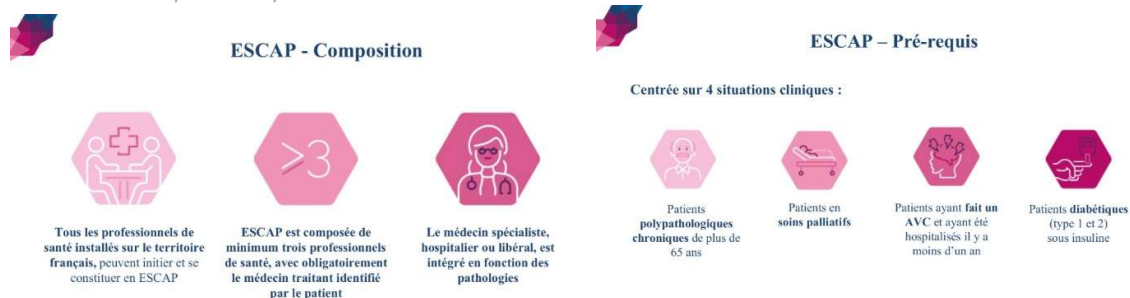 ESCAP - Composition
>3
Tous les professionnels de
santé installés sur le territoire
français, peuvent initier et se
constituer en ESCAP
ESCAP est composée de
minimum trois professionnels
de santé, avec obligatoirement
le médecin traitant identifié
par le patient
Le médecin spécialiste,
hospitalier ou libéral, est
intégré en fonction des
pathologies
ESCAP – Pré-requis
Centrée sur 4 situations cliniques :
Patients
polypathologiques
chroniques de plus de
65 ans
Patients en
soins palliatifs
Patients ayant fait un
AVC et ayant été
hospitalisés il y a
moins d'un an
Patients diabétiques
(type 1 et 2)
sous insuline